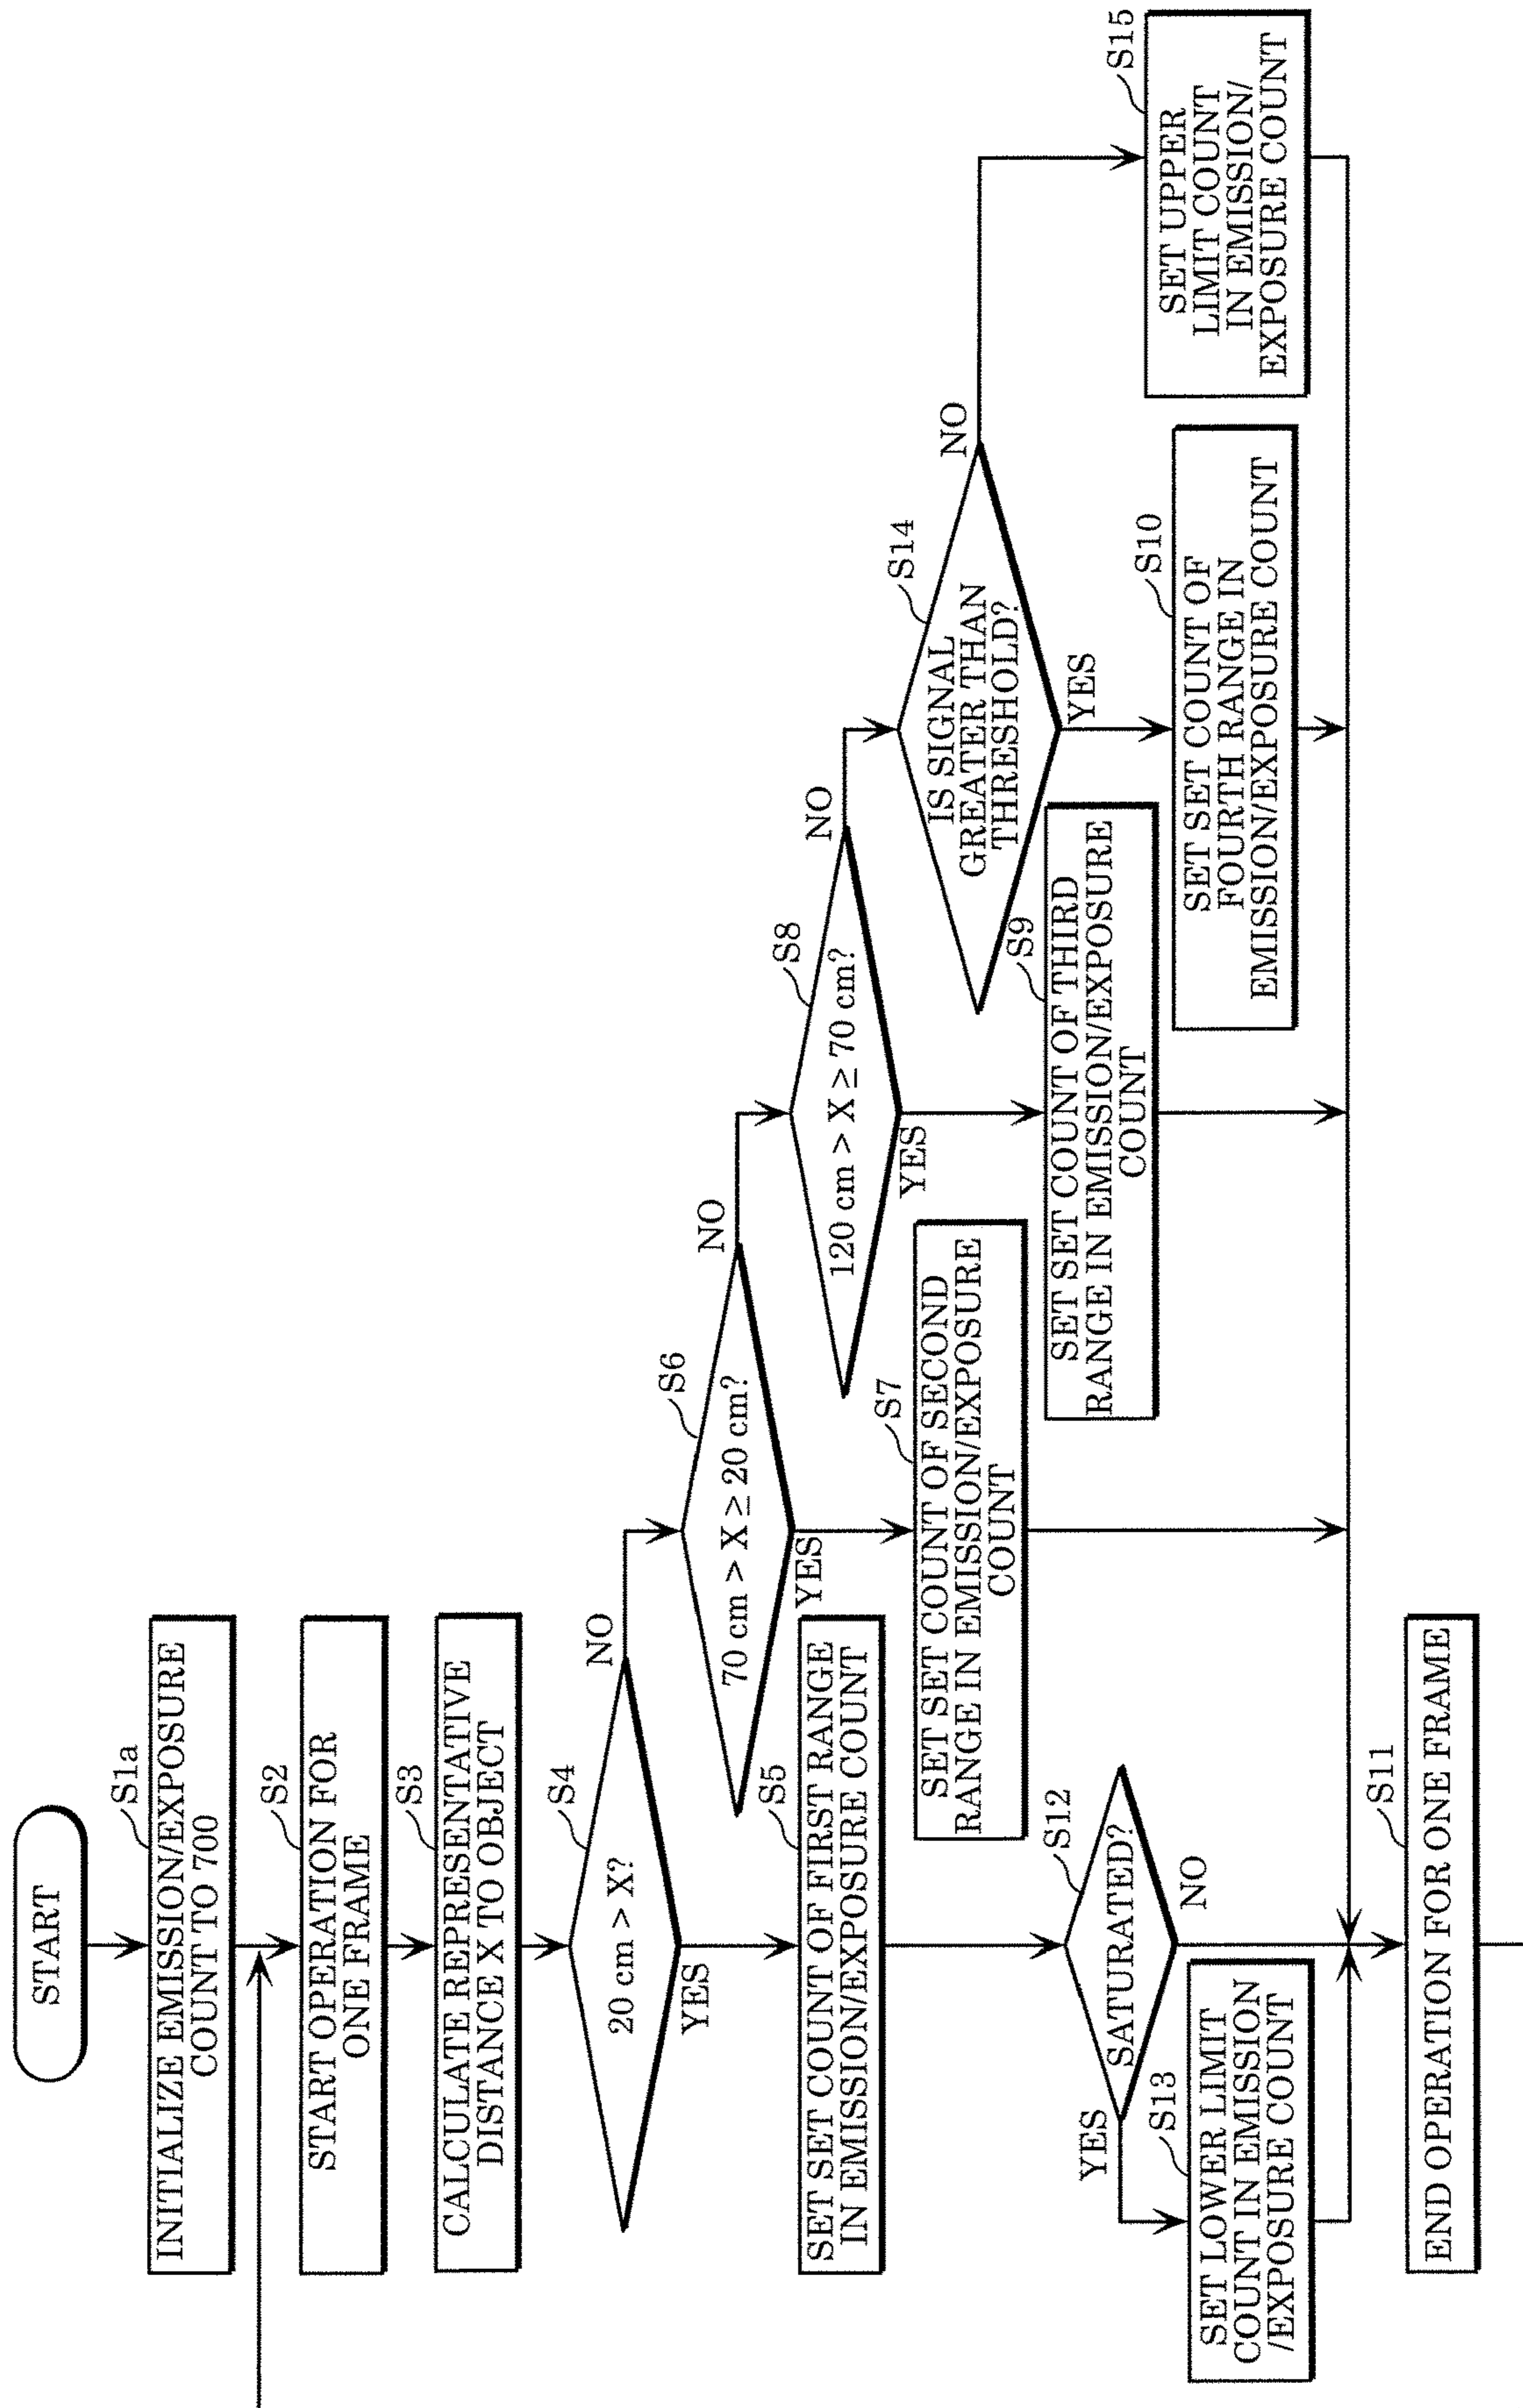 START
S1a
INITIALIZE EMISSION/EXPOSURE
COUNT TO 700
S2
START OPERATION FOR
ONE FRAME
S3
CALCULATE REPRESENTATIVE
DISTANCE X TO OBJECT
S4
20 cm > X?
NO
YES
S5
SET SET COUNT OF FIRST RANGE
IN EMISSION/EXPOSURE COUNT
S6
70 cm > X ≥ 20 cm?
NO
YES
S7
SET SET COUNT OF SECOND
RANGE IN EMISSION/EXPOSURE
COUNT
S8
120 cm > X ≥ 70 cm?
NO
YES
S9
SET SET COUNT OF THIRD
RANGE IN EMISSION/EXPOSURE
COUNT
S14
IS SIGNAL
GREATER THAN
THRESHOLD?
NO
YES
S10
SET SET COUNT OF
FOURTH RANGE IN
EMISSION/EXPOSURE COUNT
S15
SET UPPER
LIMIT COUNT
IN EMISSION/
EXPOSURE COUNT
S12
SATURATED?
YES
NO
S13
SET LOWER LIMIT
COUNT IN EMISSION
/EXPOSURE COUNT
S11
END OPERATION FOR ONE FRAME